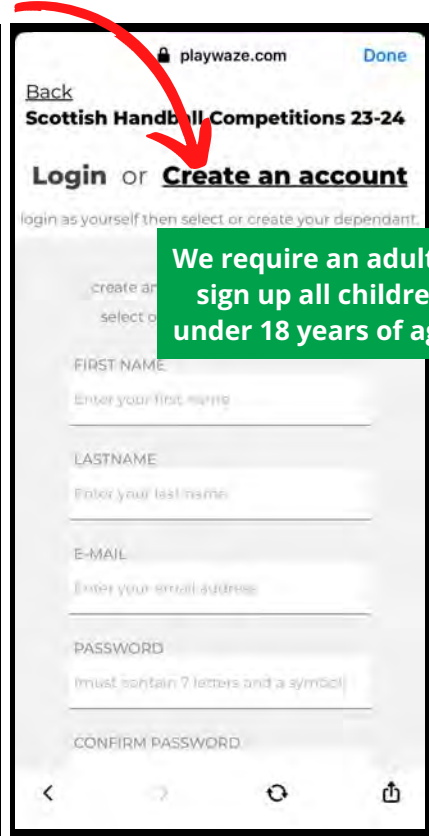 playwaze.com Done
Back
Scottish Handball Competitions 23-24
Login or Create an account
login as yourself then select or create your dependant.
We require an adult
sign up all childre
under 18 years of ag
create an
select o
FIRST NAME
Enter your first name
LASTNAME
Enter your last name
E-MAIL
Enter your email address
PASSWORD
(must contain 7 letters and a symbol)
CONFIRM PASSWORD